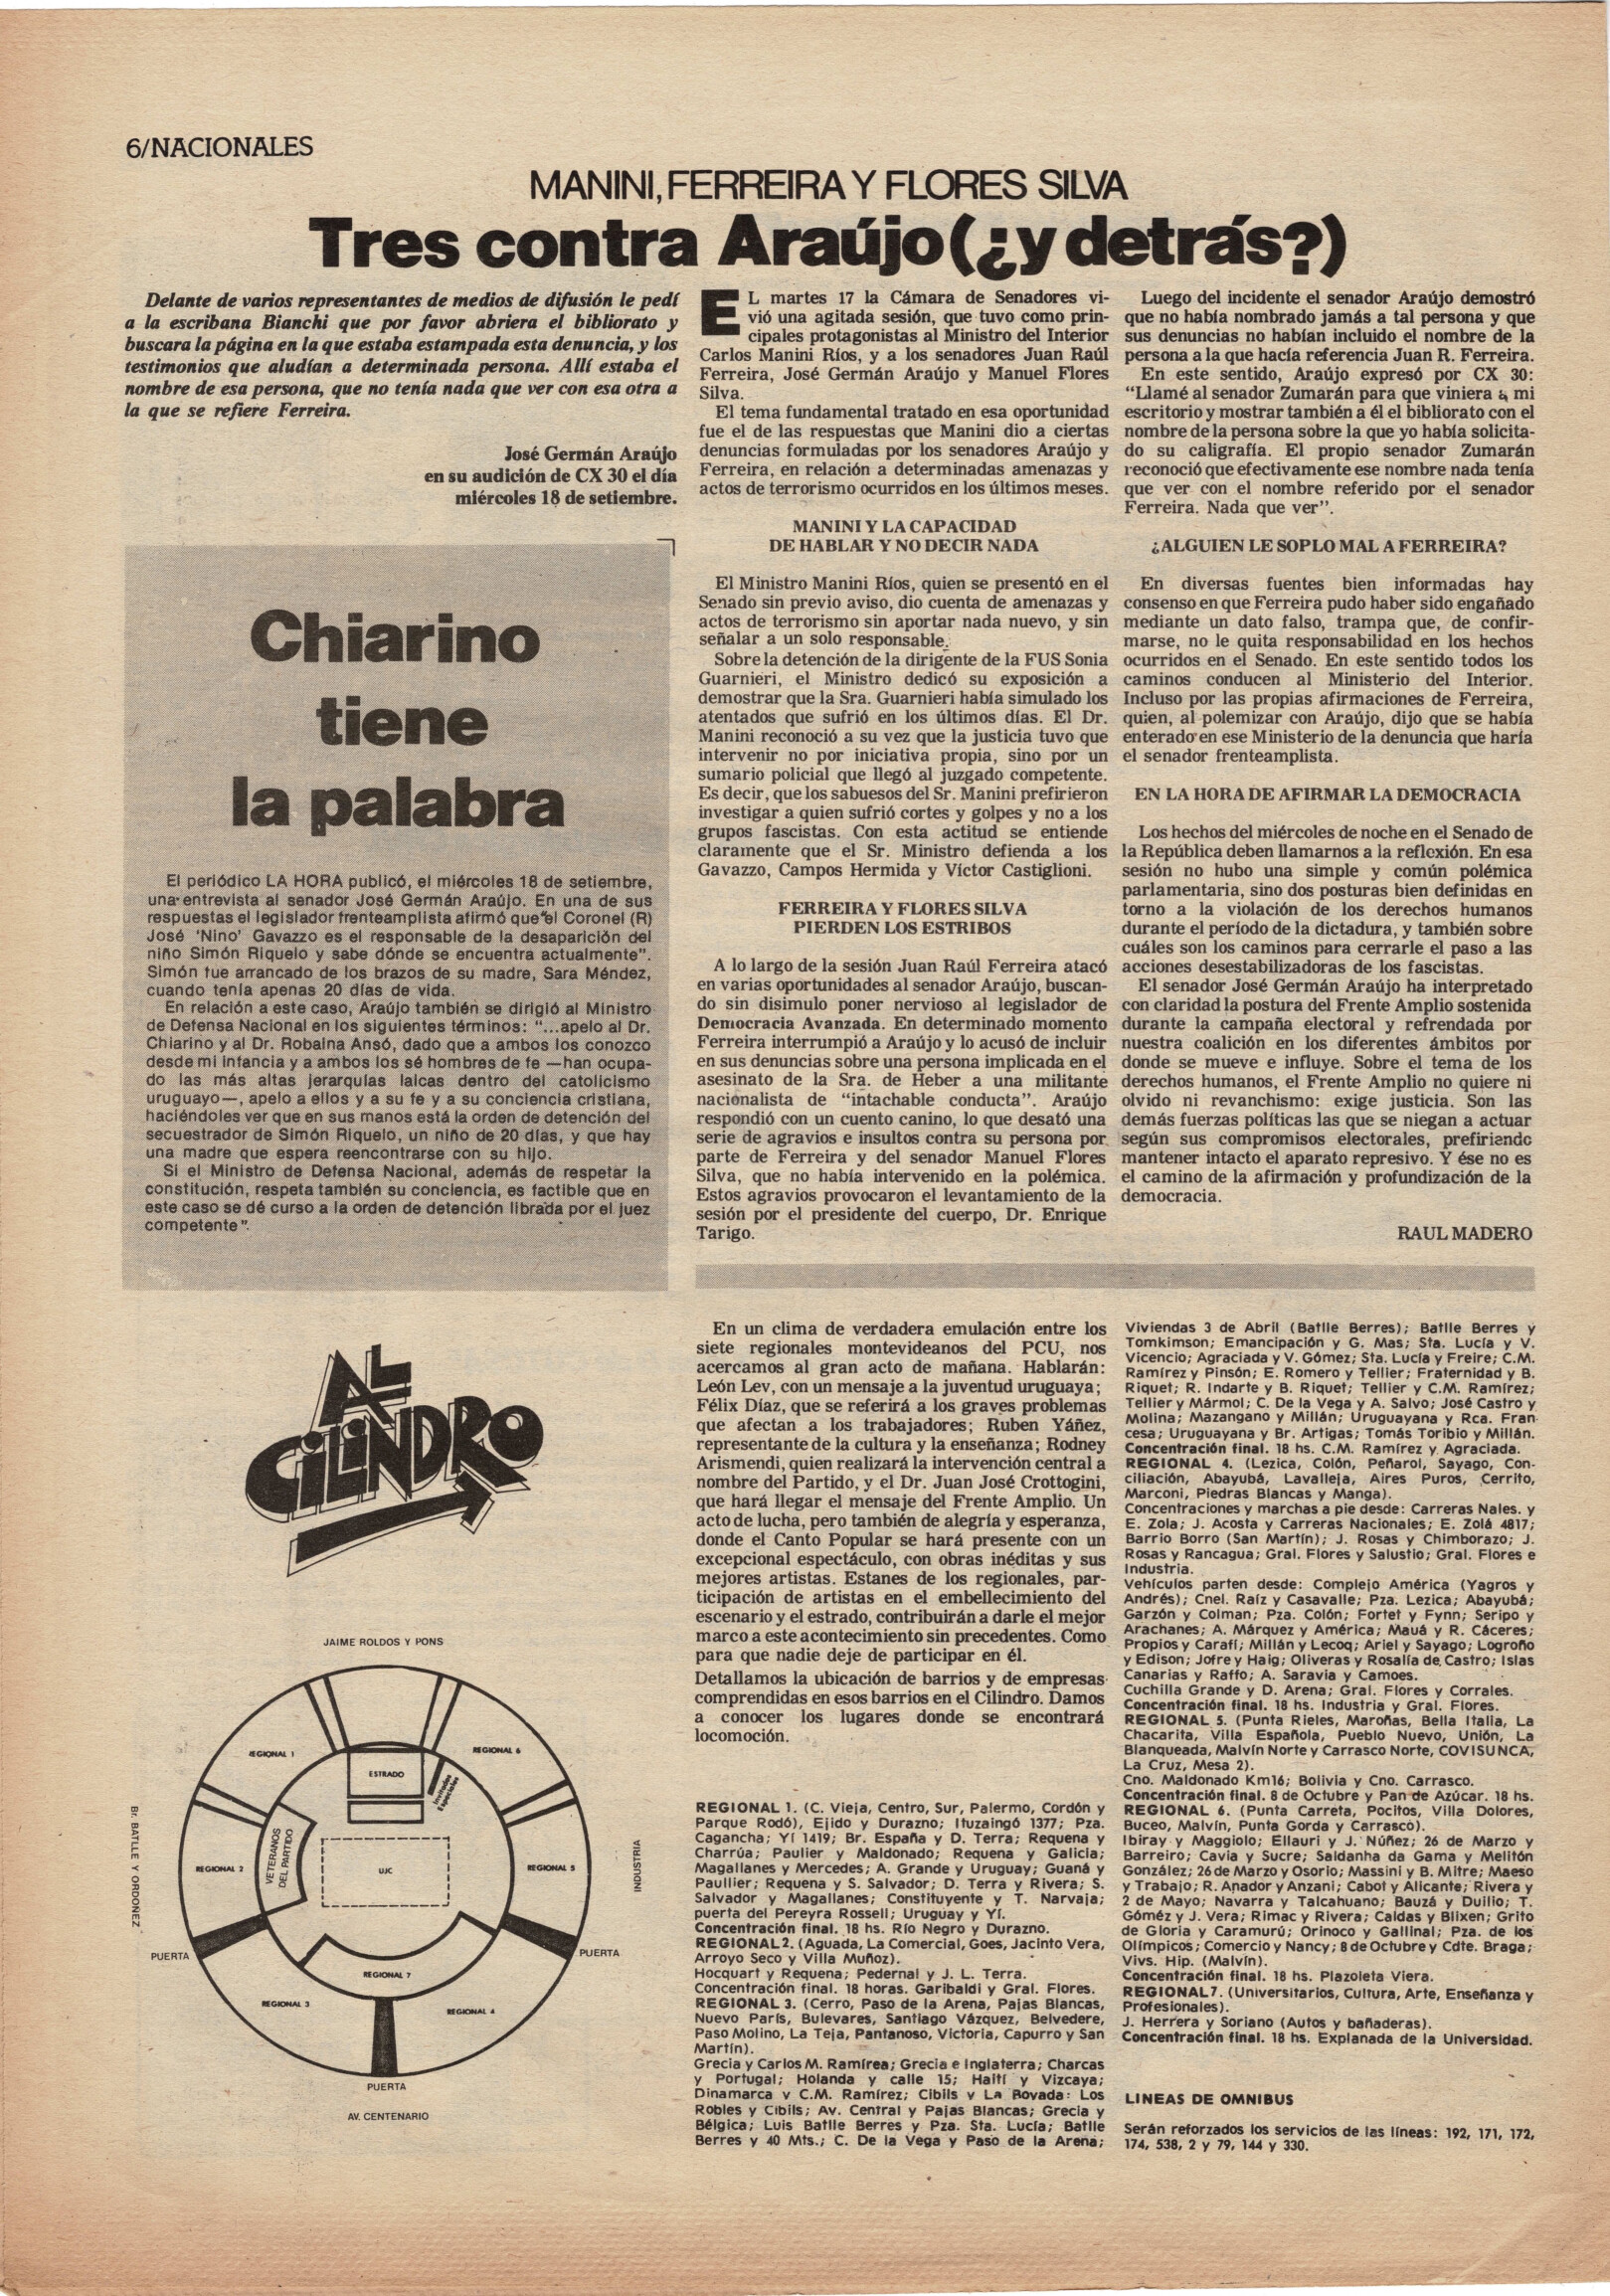 6/NACIONALES
MANINI, FERREIRA Y FLORES SILVA
Tres contra Araújo (¿y detrás?)
Delante de varios representantes de medios de difusión le pedí
a la escribana Bianchi que por favor abriera el bibliorato y
buscara la página en la que estaba estampada esta denuncia, y los
testimonios que aludían a determinada persona. Allí estaba el
nombre de esa persona, que no tenía nada que ver con esa otra a
la que se refiere Ferreira.
José Germán Araújo
en su audición de CX 30 el día
miércoles 18 de setiembre.
Chiarino
tiene
la palabra
El periódico LA HORA publicó, el miércoles 18 de setiembre,
una entrevista al senador José Germán Araújo. En una de sus
respuestas el legislador frenteamplista afirmó que "el Coronel (R)
José 'Nino' Gavazzo es el responsable de la desaparición del
niño Simón Riquelo y sabe dónde se encuentra actualmente".
Simón fue arrancado de los brazos de su madre, Sara Méndez,
cuando tenía apenas 20 días de vida.
En relación a este caso, Araújo también se dirigió al Ministro
de Defensa Nacional en los siguientes términos: "...apelo al Dr.
Chiarino y al Dr. Robaina Ansó, dado que a ambos los conozco
desde mi infancia y a ambos los sé hombres de fe —han ocupa-
do las más altas jerarquías laicas dentro del catolicismo
uruguayo—, apelo a ellos y a su fe y a su conciencia cristiana,
haciéndoles ver que en sus manos está la orden de detención del
secuestrador de Simón Riquelo, un niño de 20 días, y que hay
una madre que espera reencontrarse con su hijo.
Si el Ministro de Defensa Nacional, además de respetar la
constitución, respeta también su conciencia, es factible que en
este caso se dé curso a la orden de detención librada por el juez
competente".
EL martes 17 la Cámara de Senadores vi-
vió una agitada sesión, que tuvo como prin-
cipales protagonistas al Ministro del Interior
Carlos Manini Ríos, y a los senadores Juan Raúl
Ferreira, José Germán Araújo y Manuel Flores
Silva.
El tema fundamental tratado en esa oportunidad
fue el de las respuestas que Manini dio a ciertas
denuncias formuladas por los senadores Araújo y
Ferreira, en relación a determinadas amenazas y
actos de terrorismo ocurridos en los últimos meses.
MANINI Y LA CAPACIDAD
DE HABLAR Y NO DECIR NADA
El Ministro Manini Ríos, quien se presentó en el
Senado sin previo aviso, dio cuenta de amenazas y
actos de terrorismo sin aportar nada nuevo, y sin
señalar a un solo responsable.
Sobre la detención de la dirigente de la FUS Sonia
Guarnieri, el Ministro dedicó su exposición a
demostrar que la Sra. Guarnieri había simulado los
atentados que sufrió en los últimos días. El Dr.
Manini reconoció a su vez que la justicia tuvo que
intervenir no por iniciativa propia, sino por un
sumario policial que llegó al juzgado competente.
Es decir, que los sabuesos del Sr. Manini prefirieron
investigar a quien sufrió cortes y golpes y no a los
grupos fascistas. Con esta actitud se entiende
claramente que el Sr. Ministro defienda a los
Gavazzo, Campos Hermida y Víctor Castiglioni.
FERREIRA Y FLORES SILVA
PIERDEN LOS ESTRIBOS
A lo largo de la sesión Juan Raúl Ferreira atacó
en varias oportunidades al senador Araújo, buscan-
do sin disimulo poner nervioso al legislador de
Democracia Avanzada. En determinado momento
Ferreira interrumpió a Araújo y lo acusó de incluir
en sus denuncias sobre una persona implicada en el
asesinato de la Sra. de Heber a una militante
nacionalista de "intachable conducta". Araújo
respondió con un cuento canino, lo que desató una
serie de agravios e insultos contra su persona por
parte de Ferreira y del senador Manuel Flores
Silva, que no había intervenido en la polémica.
Estos agravios provocaron el levantamiento de la
sesión por el presidente del cuerpo, Dr. Enrique
Tarigo.
Luego del incidente el senador Araújo demostró
que no había nombrado jamás a tal persona y que
sus denuncias no habían incluido el nombre de la
persona a la que hacía referencia Juan R. Ferreira.
En este sentido, Araújo expresó por CX 30:
"Llamé al senador Zumarán para que viniera a mi
escritorio y mostrar también a él el bibliorato con el
nombre de la persona sobre la que yo había solicita-
do su caligrafía. El propio senador Zumarán
reconoció que efectivamente ese nombre nada tenía
que ver con el nombre referido por el senador
Ferreira. Nada que ver".
¿ALGUIEN LE SOPLO MAL A FERREIRA?
En diversas fuentes bien informadas hay
consenso en que Ferreira pudo haber sido engañado
mediante un dato falso, trampa que, de confir-
marse, no le quita responsabilidad en los hechos
ocurridos en el Senado. En este sentido todos los
caminos conducen al Ministerio del Interior.
Incluso por las propias afirmaciones de Ferreira,
quien, al polemizar con Araújo, dijo que se había
enterado en ese Ministerio de la denuncia que haría
el senador frenteamplista.
EN LA HORA DE AFIRMAR LA DEMOCRACIA
Los hechos del miércoles de noche en el Senado de
la República deben llamarnos a la reflexión. En esa
sesión no hubo una simple y común polémica
parlamentaria, sino dos posturas bien definidas en
torno a la violación de los derechos humanos
durante el período de la dictadura, y también sobre
cuáles son los caminos para cerrarle el paso a las
acciones desestabilizadoras de los fascistas.
El senador José Germán Araújo ha interpretado
con claridad la postura del Frente Amplio sostenida
durante la campaña electoral y refrendada por
nuestra coalición en los diferentes ámbitos por
donde se mueve e influye. Sobre el tema de los
derechos humanos, el Frente Amplio no quiere ni
olvido ni revanchismo: exige justicia. Son las
demás fuerzas políticas las que se niegan a actuar
según sus compromisos electorales, prefiriendo
mantener intacto el aparato represivo. Y ése no es
el camino de la afirmación y profundización de la
democracia.
RAUL MADERO
AL
CILINDRO
JAIME ROLDOS Y PONS
REGIONAL 1
REGIONAL 6
ESTRADO
Invitados
Especiales
Br. BATLLE Y ORDOÑEZ
REGIONAL 2
VETERANOS
DEL PARTIDO
UJC
REGIONAL 5
INDUSTRIA
PUERTA
PUERTA
REGIONAL 7
REGIONAL 3
REGIONAL 4
PUERTA
AV. CENTENARIO
En un clima de verdadera emulación entre los
siete regionales montevideanos del PCU, nos
acercamos al gran acto de mañana. Hablarán:
León Lev, con un mensaje a la juventud uruguaya;
Félix Díaz, que se referirá a los graves problemas
que afectan a los trabajadores; Ruben Yáñez,
representante de la cultura y la enseñanza; Rodney
Arismendi, quien realizará la intervención central a
nombre del Partido, y el Dr. Juan José Crottogini,
que hará llegar el mensaje del Frente Amplio. Un
acto de lucha, pero también de alegría y esperanza,
donde el Canto Popular se hará presente con un
excepcional espectáculo, con obras inéditas y sus
mejores artistas. Estanes de los regionales, par-
ticipación de artistas en el embellecimiento del
escenario y el estrado, contribuirán a darle el mejor
marco a este acontecimiento sin precedentes. Como
para que nadie deje de participar en él.
Detallamos la ubicación de barrios y de empresas
comprendidas en esos barrios en el Cilindro. Damos
a conocer los lugares donde se encontrará
locomoción.
REGIONAL 1. (C. Vieja, Centro, Sur, Palermo, Cordón y
Parque Rodó), Ejido y Durazno; Ituzaingó 1377; Pza.
Cagancha; Yí 1419; Br. España y D. Terra; Requena y
Charrúa; Paulier y Maldonado; Requena y Galicia;
Magallanes y Mercedes; A. Grande y Uruguay; Guaná y
Paullier; Requena y S. Salvador; D. Terra y Rivera; S.
Salvador y Magallanes; Constituyente y T. Narvaja;
puerta del Pereyra Rossell; Uruguay y Yí.
Concentración final. 18 hs. Río Negro y Durazno.
REGIONAL 2. (Aguada, La Comercial, Goes, Jacinto Vera,
Arroyo Seco y Villa Muñoz).
Hocquart y Requena; Pedernal y J. L. Terra.
Concentración final. 18 horas. Garibaldi y Gral. Flores.
REGIONAL 3. (Cerro, Paso de la Arena, Pajas Blancas,
Nuevo París, Bulevares, Santiago Vázquez, Belvedere,
Paso Molino, La Teja, Pantanoso, Victoria, Capurro y San
Martín).
Grecia y Carlos M. Ramírea; Grecia e Inglaterra; Charcas
y Portugal; Holanda y calle 15; Haití y Vizcaya;
Dinamarca y C.M. Ramírez; Cibils y La Boyada; Los
Robles y Cibils; Av. Central y Pajas Blancas; Grecia y
Bélgica; Luis Batlle Berres y Pza. Sta. Lucía; Batlle
Berres y 40 Mts.; C. De la Vega y Paso de la Arena;
Viviendas 3 de Abril (Batlle Berres); Batlle Berres y
Tomkimson; Emancipación y G. Mas; Sta. Lucía y V.
Vicencio; Agraciada y V. Gómez; Sta. Lucía y Freire; C.M.
Ramírez y Pinsón; E. Romero y Tellier; Fraternidad y B.
Riquet; R. Indarte y B. Riquet; Tellier y C.M. Ramírez;
Tellier y Mármol; C. De la Vega y A. Salvo; José Castro y
Molina; Mazangano y Millán; Uruguayana y Rca. Fran-
cesa; Uruguayana y Br. Artigas; Tomás Toribio y Millán.
Concentración final. 18 hs. C.M. Ramírez y Agraciada.
REGIONAL 4. (Lezica, Colón, Peñarol, Sayago, Con-
ciliación, Abayubá, Lavalleja, Aires Puros, Cerrito,
Marconi, Piedras Blancas y Manga).
Concentraciones y marchas a pie desde: Carreras Nales. y
E. Zola; J. Acosta y Carreras Nacionales; E. Zolá 4817;
Barrio Borro (San Martín); J. Rosas y Chimborazo; J.
Rosas y Rancagua; Gral. Flores y Salustio; Gral. Flores e
Industria.
Vehículos parten desde: Complejo América (Yagros y
Andrés); Cnel. Raíz y Casavalle; Pza. Lezica; Abayubá;
Garzón y Colman; Pza. Colón; Fortet y Fynn; Seripo y
Arachanes; A. Márquez y América; Mauá y R. Cáceres;
Propios y Carafí; Millán y Lecoq; Ariel y Sayago; Logroño
y Edison; Jofre y Haig; Oliveras y Rosalía de Castro; Islas
Canarias y Raffo; A. Saravia y Camoes.
Cuchilla Grande y D. Arena; Gral. Flores y Corrales.
Concentración final. 18 hs. Industria y Gral. Flores.
REGIONAL 5. (Punta Rieles, Maroñas, Bella Italia, La
Chacarita, Villa Española, Pueblo Nuevo, Unión, La
Blanqueada, Malvín Norte y Carrasco Norte, COVISUNCA,
La Cruz, Mesa 2).
Cno. Maldonado Km16; Bolivia y Cno. Carrasco.
Concentración final. 8 de Octubre y Pan de Azúcar. 18 hs.
REGIONAL 6. (Punta Carreta, Pocitos, Villa Dolores,
Buceo, Malvín, Punta Gorda y Carrasco).
Ibiray y Maggiolo; Ellauri y J. Núñez; 26 de Marzo y
Barreiro; Cavia y Sucre; Saldanha da Gama y Melitón
González; 26 de Marzo y Osorio; Massini y B. Mitre; Maeso
y Trabajo; R. Anador y Anzani; Cabot y Alicante; Rivera y
2 de Mayo; Navarra y Talcahuano; Bauzá y Duilio; T.
Góméz y J. Vera; Rimac y Rivera; Caldas y Blixen; Grito
de Gloria y Caramurú; Orinoco y Gallinal; Pza. de los
Olímpicos; Comercio y Nancy; 8 de Octubre y Cdte. Braga;
Vivs. Hip. (Malvín).
Concentración final. 18 hs. Plazoleta Viera.
REGIONAL 7. (Universitarios, Cultura, Arte, Enseñanza y
Profesionales).
J. Herrera y Soriano (Autos y bañaderas).
Concentración final. 18 hs. Explanada de la Universidad.
LINEAS DE OMNIBUS
Serán reforzados los servicios de las líneas: 192, 171, 172,
174, 538, 2 y 79, 144 y 330.